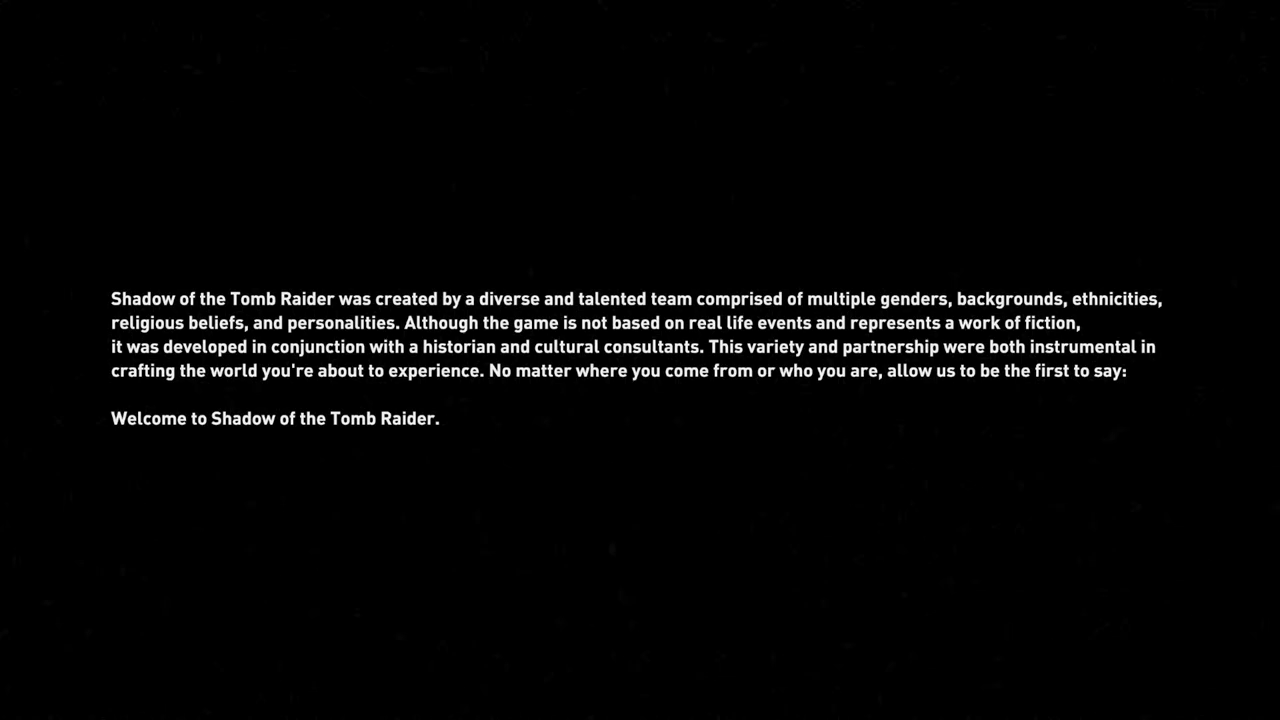 Shadow of the Tomb Raider was created by a diverse and talented team comprised of multiple genders, backgrounds, ethnicities,
religious beliefs, and personalities. Although the game is not based on real life events and represents a work of fiction,
it was developed in conjunction with a historian and cultural consultants. This variety and partnership were both instrumental in
crafting the world you're about to experience. No matter where you come from or who you are, allow us to be the first to say:
Welcome to Shadow of the Tomb Raider.